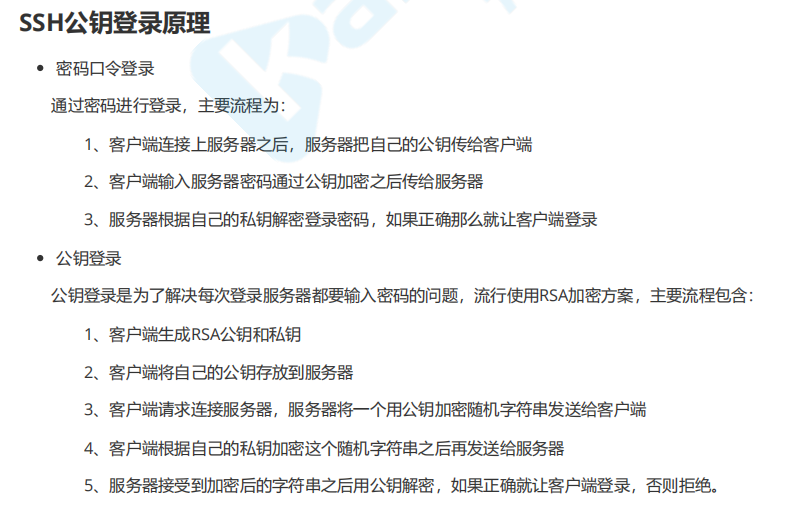 SSH公钥登录原理
• 密码口令登录
通过密码进行登录，主要流程为：
1、客户端连接上服务器之后，服务器把自己的公钥传给客户端
2、客户端输入服务器密码通过公钥加密之后传给服务器
3、服务器根据自己的私钥解密登录密码，如果正确那么就让客户端登录
• 公钥登录
公钥登录是为了解决每次登录服务器都要输入密码的问题，流行使用RSA加密方案，主要流程包含：
1、客户端生成RSA公钥和私钥
2、客户端将自己的公钥存放到服务器
3、客户端请求连接服务器，服务器将一个用公钥加密随机字符串发送给客户端
4、客户端根据自己的私钥加密这个随机字符串之后再发送给服务器
5、服务器接受到加密后的字符串之后用公钥解密，如果正确就让客户端登录，否则拒绝。